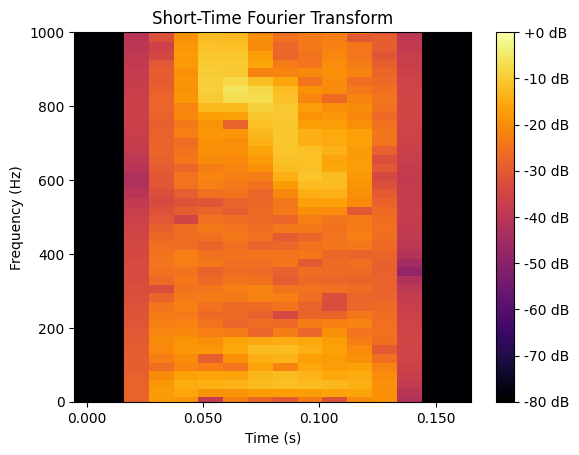 Short-Time Fourier Transform
1000
800
600
400
200
0
Frequency (Hz)
0.000
0.050
0.100
0.150
Time (s)
+0 dB
-10 dB
-20 dB
-30 dB
-40 dB
-50 dB
-60 dB
-70 dB
-80 dB